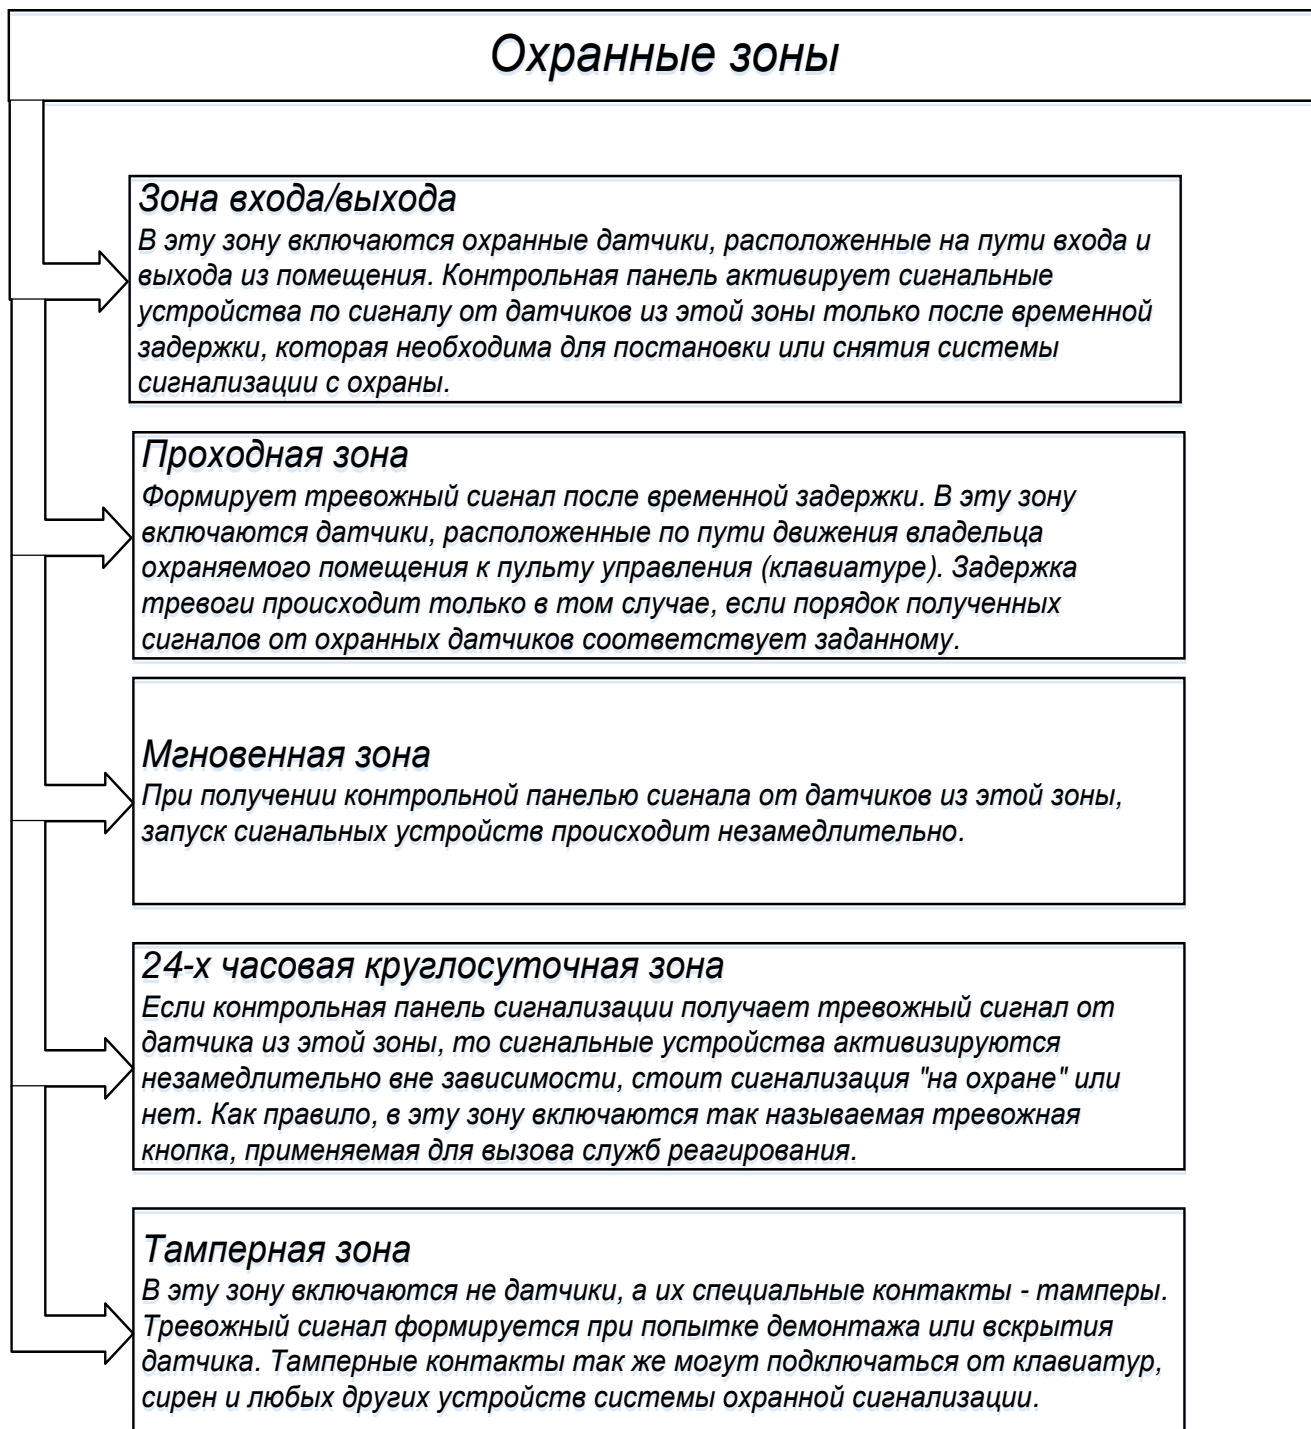 Охранные зоны
Зона входа/выхода
В эту зону включаются охранные датчики, расположенные на пути входа и
выхода из помещения. Контрольная панель активирует сигнальные
устройства по сигналу от датчиков из этой зоны только после временной
задержки, которая необходима для постановки или снятия системы
сигнализации с охраны.
Проходная зона
Формирует тревожный сигнал после временной задержки. В эту зону
включаются датчики, расположенные по пути движения владельца
охраняемого помещения к пульту управления (клавиатуре). Задержка
тревоги происходит только в том случае, если порядок полученных
сигналов от охранных датчиков соответствует заданному.
Мгновенная зона
При получении контрольной панелью сигнала от датчиков из этой зоны,
запуск сигнальных устройств происходит незамедлительно.
24-х часовая круглосуточная зона
Если контрольная панель сигнализации получает тревожный сигнал от
датчика из этой зоны, то сигнальные устройства активизируются
незамедлительно вне зависимости, стоит сигнализация "на охране" или
нет. Как правило, в эту зону включаются так называемая тревожная
кнопка, применяемая для вызова служб реагирования.
Тамперная зона
В эту зону включаются не датчики, а их специальные контакты - тамперы.
Тревожный сигнал формируется при попытке демонтажа или вскрытия
датчика. Тамперные контакты так же могут подключаться от клавиатур,
сирен и любых других устройств системы охранной сигнализации.